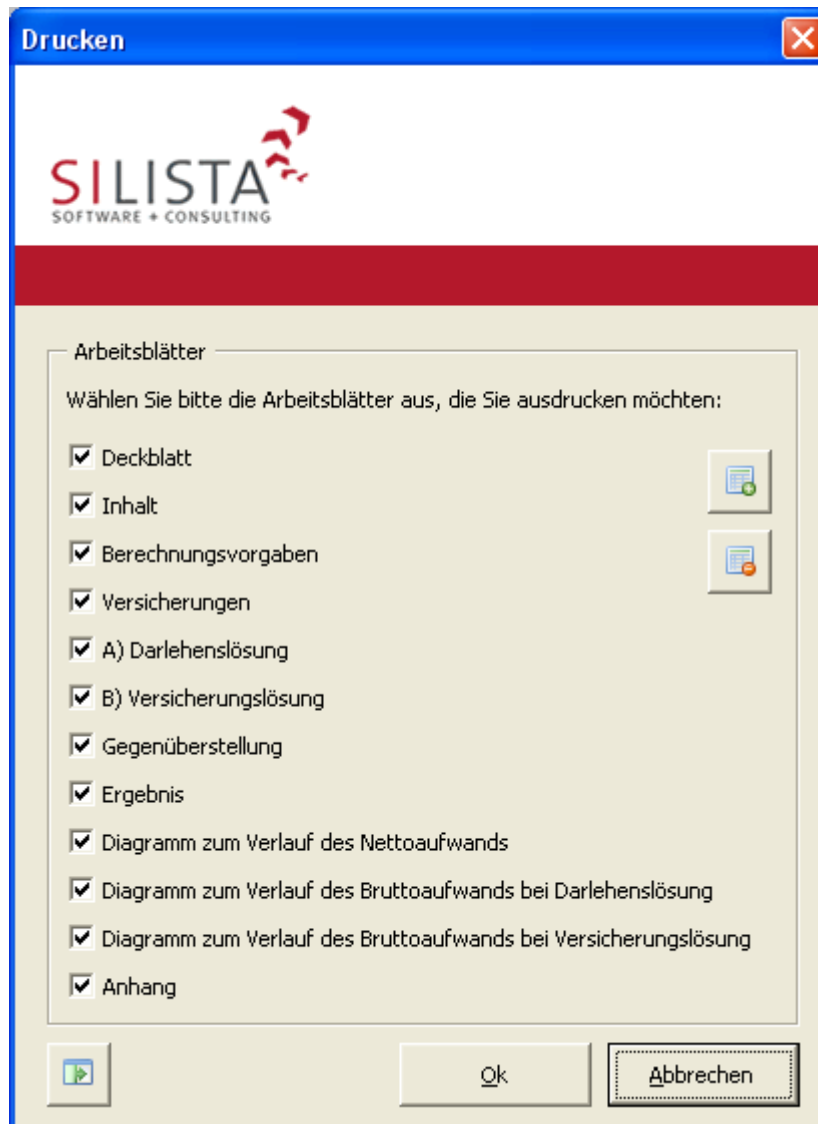 Drucken
SILISTA
SOFTWARE + CONSULTING
Arbeitsblätter
Wählen Sie bitte die Arbeitsblätter aus, die Sie ausdrucken möchten:
Deckblatt
Inhalt
Berechnungsvorgaben
Versicherungen
A) Darlehenslösung
B) Versicherungslösung
Gegenüberstellung
Ergebnis
Diagramm zum Verlauf des Nettoaufwands
Diagramm zum Verlauf des Bruttoaufwands bei Darlehenslösung
Diagramm zum Verlauf des Bruttoaufwands bei Versicherungslösung
Anhang
Ok
Abbrechen